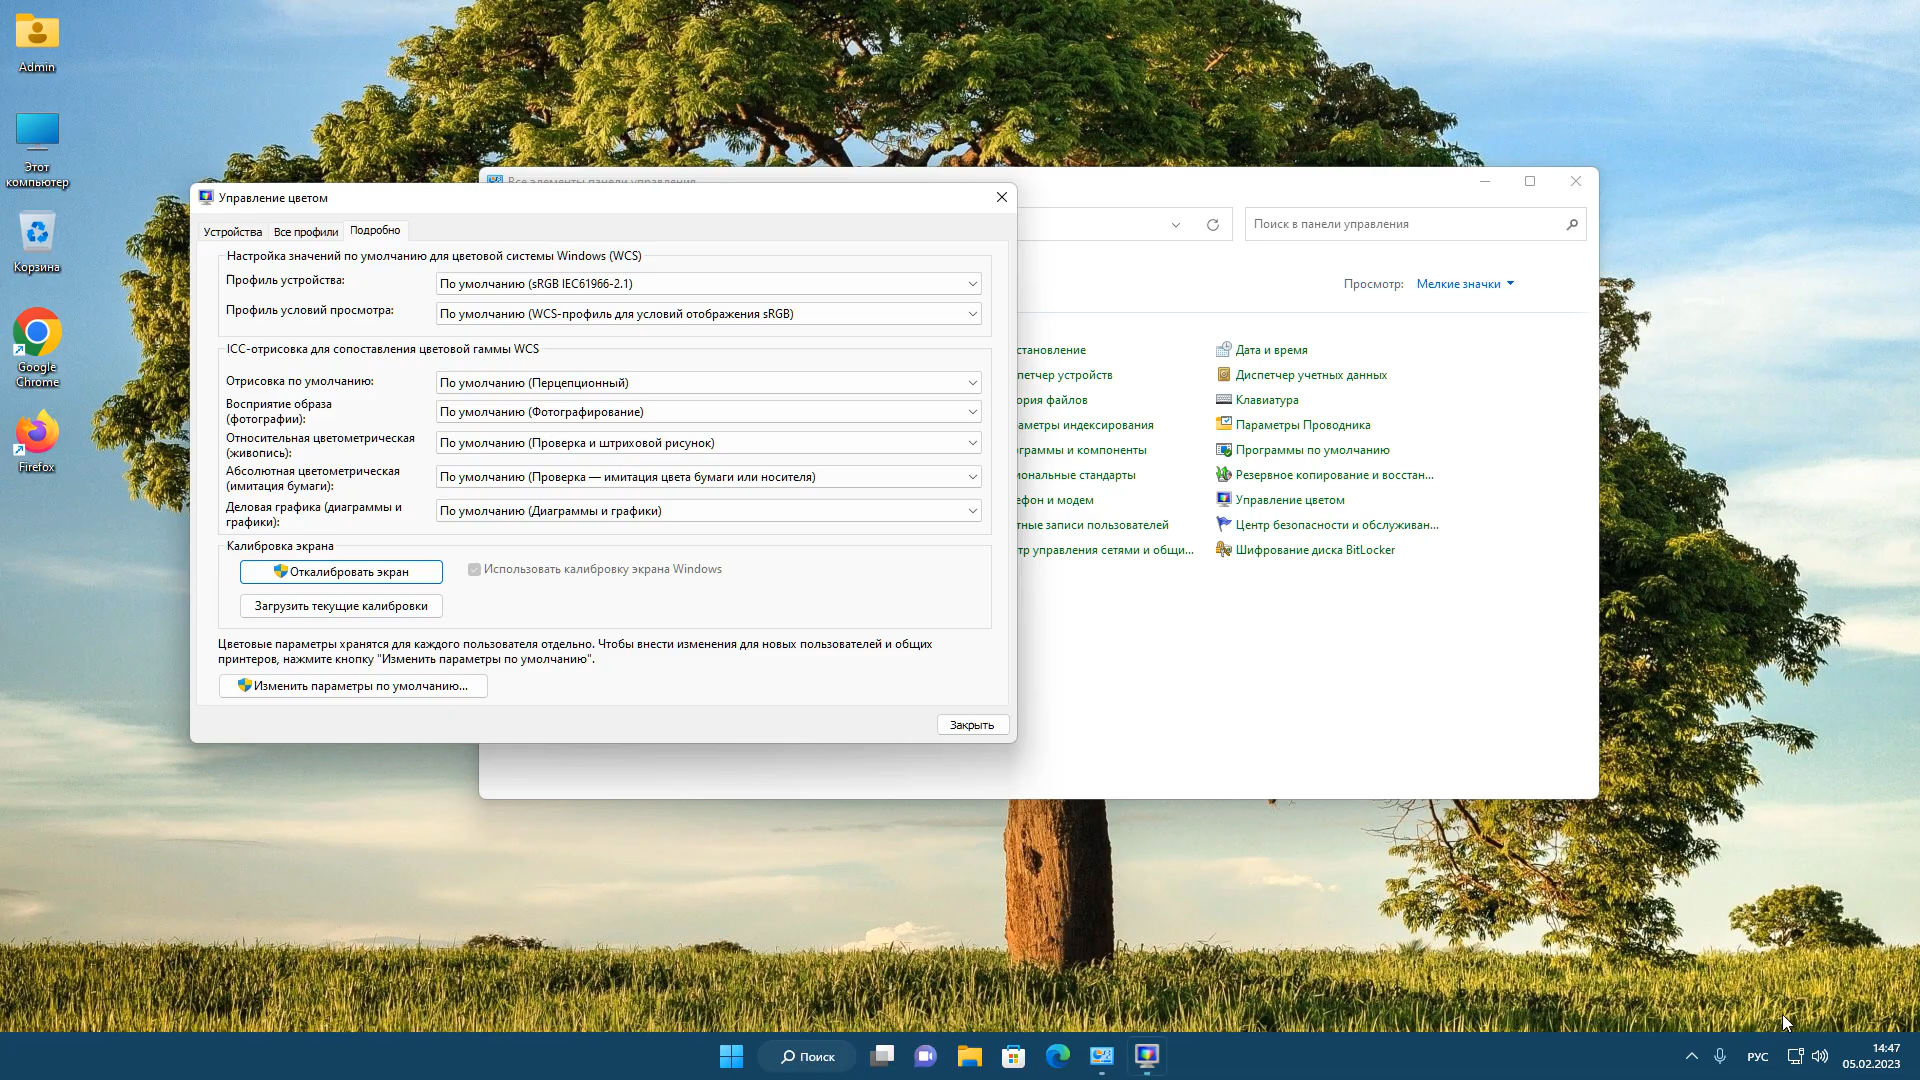 Admin
Этот
компьютер
Корзина
Google
Chrome
Firefox
Управление цветом
Устройства
Все профили
Подробно
Настройка значений по умолчанию для цветовой системы Windows (WCS)
Профиль устройства:
По умолчанию (sRGB IEC61966-2.1)
Профиль условий просмотра:
По умолчанию (WCS-профиль для условий отображения sRGB)
ICC-отрисовка для сопоставления цветовой гаммы WCS
Отрисовка по умолчанию:
По умолчанию (Перцепционный)
Восприятие образа
(фотографии):
По умолчанию (Фотографирование)
Относительная цветометрическая
(живопись):
По умолчанию (Проверка и штриховой рисунок)
Абсолютная цветометрическая
(имитация бумаги):
По умолчанию (Проверка — имитация цвета бумаги или носителя)
Деловая графика (диаграммы и
графики):
По умолчанию (Диаграммы и графики)
Калибровка экрана
Откалибровать экран
Использовать калибровку экрана Windows
Загрузить текущие калибровки
Цветовые параметры хранятся для каждого пользователя отдельно. Чтобы внести изменения для новых пользователей и общих
принтеров, нажмите кнопку "Изменить параметры по умолчанию".
Изменить параметры по умолчанию...
Закрыть
Все элементы панели управления
Поиск в панели управления
Просмотр: Мелкие значки
становление
петчер устройств
ория файлов
аметры индексирования
граммы и компоненты
иональные стандарты
ефон и модем
тные записи пользователей
тр управления сетями и общи...
Дата и время
Диспетчер учетных данных
Клавиатура
Параметры Проводника
Программы по умолчанию
Резервное копирование и восстан...
Управление цветом
Центр безопасности и обслуживан...
Шифрование диска BitLocker
Поиск
РУС
14:47
05.02.2023